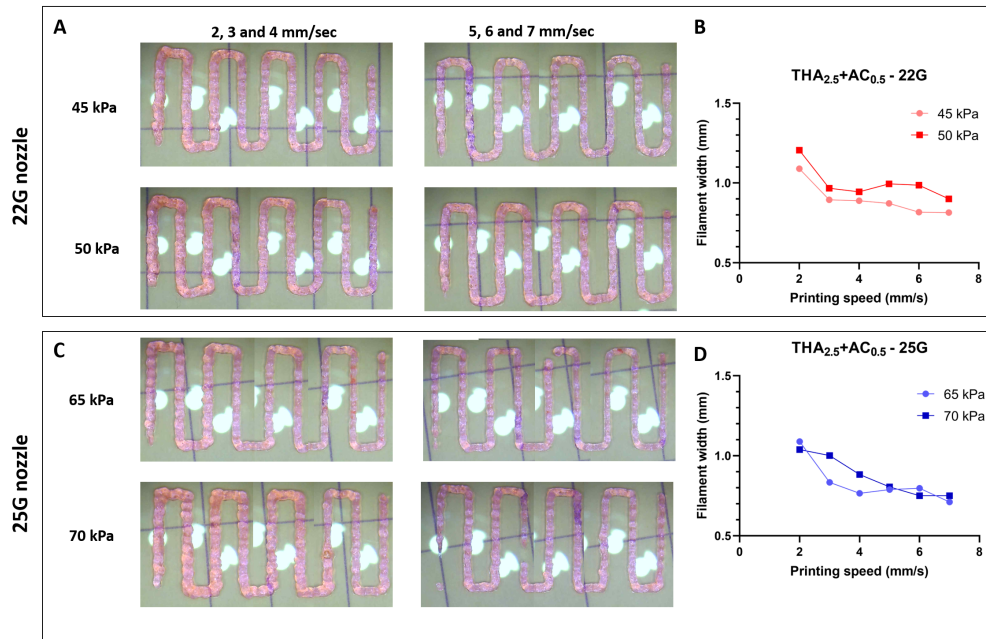 A
2, 3 and 4 mm/sec
5, 6 and 7 mm/sec
22G nozzle
45 kPa
50 kPa
B
THA2.5+AC0.5 - 22G
Filament width (mm)
1.5
1.0
0.5
0 2 4 6 8
Printing speed (mm/s)
45 kPa
50 kPa
C
25G nozzle
65 kPa
70 kPa
D
THA2.5+AC0.5 - 25G
Filament width (mm)
1.5
1.0
0.5
0 2 4 6 8
Printing speed (mm/s)
65 kPa
70 kPa